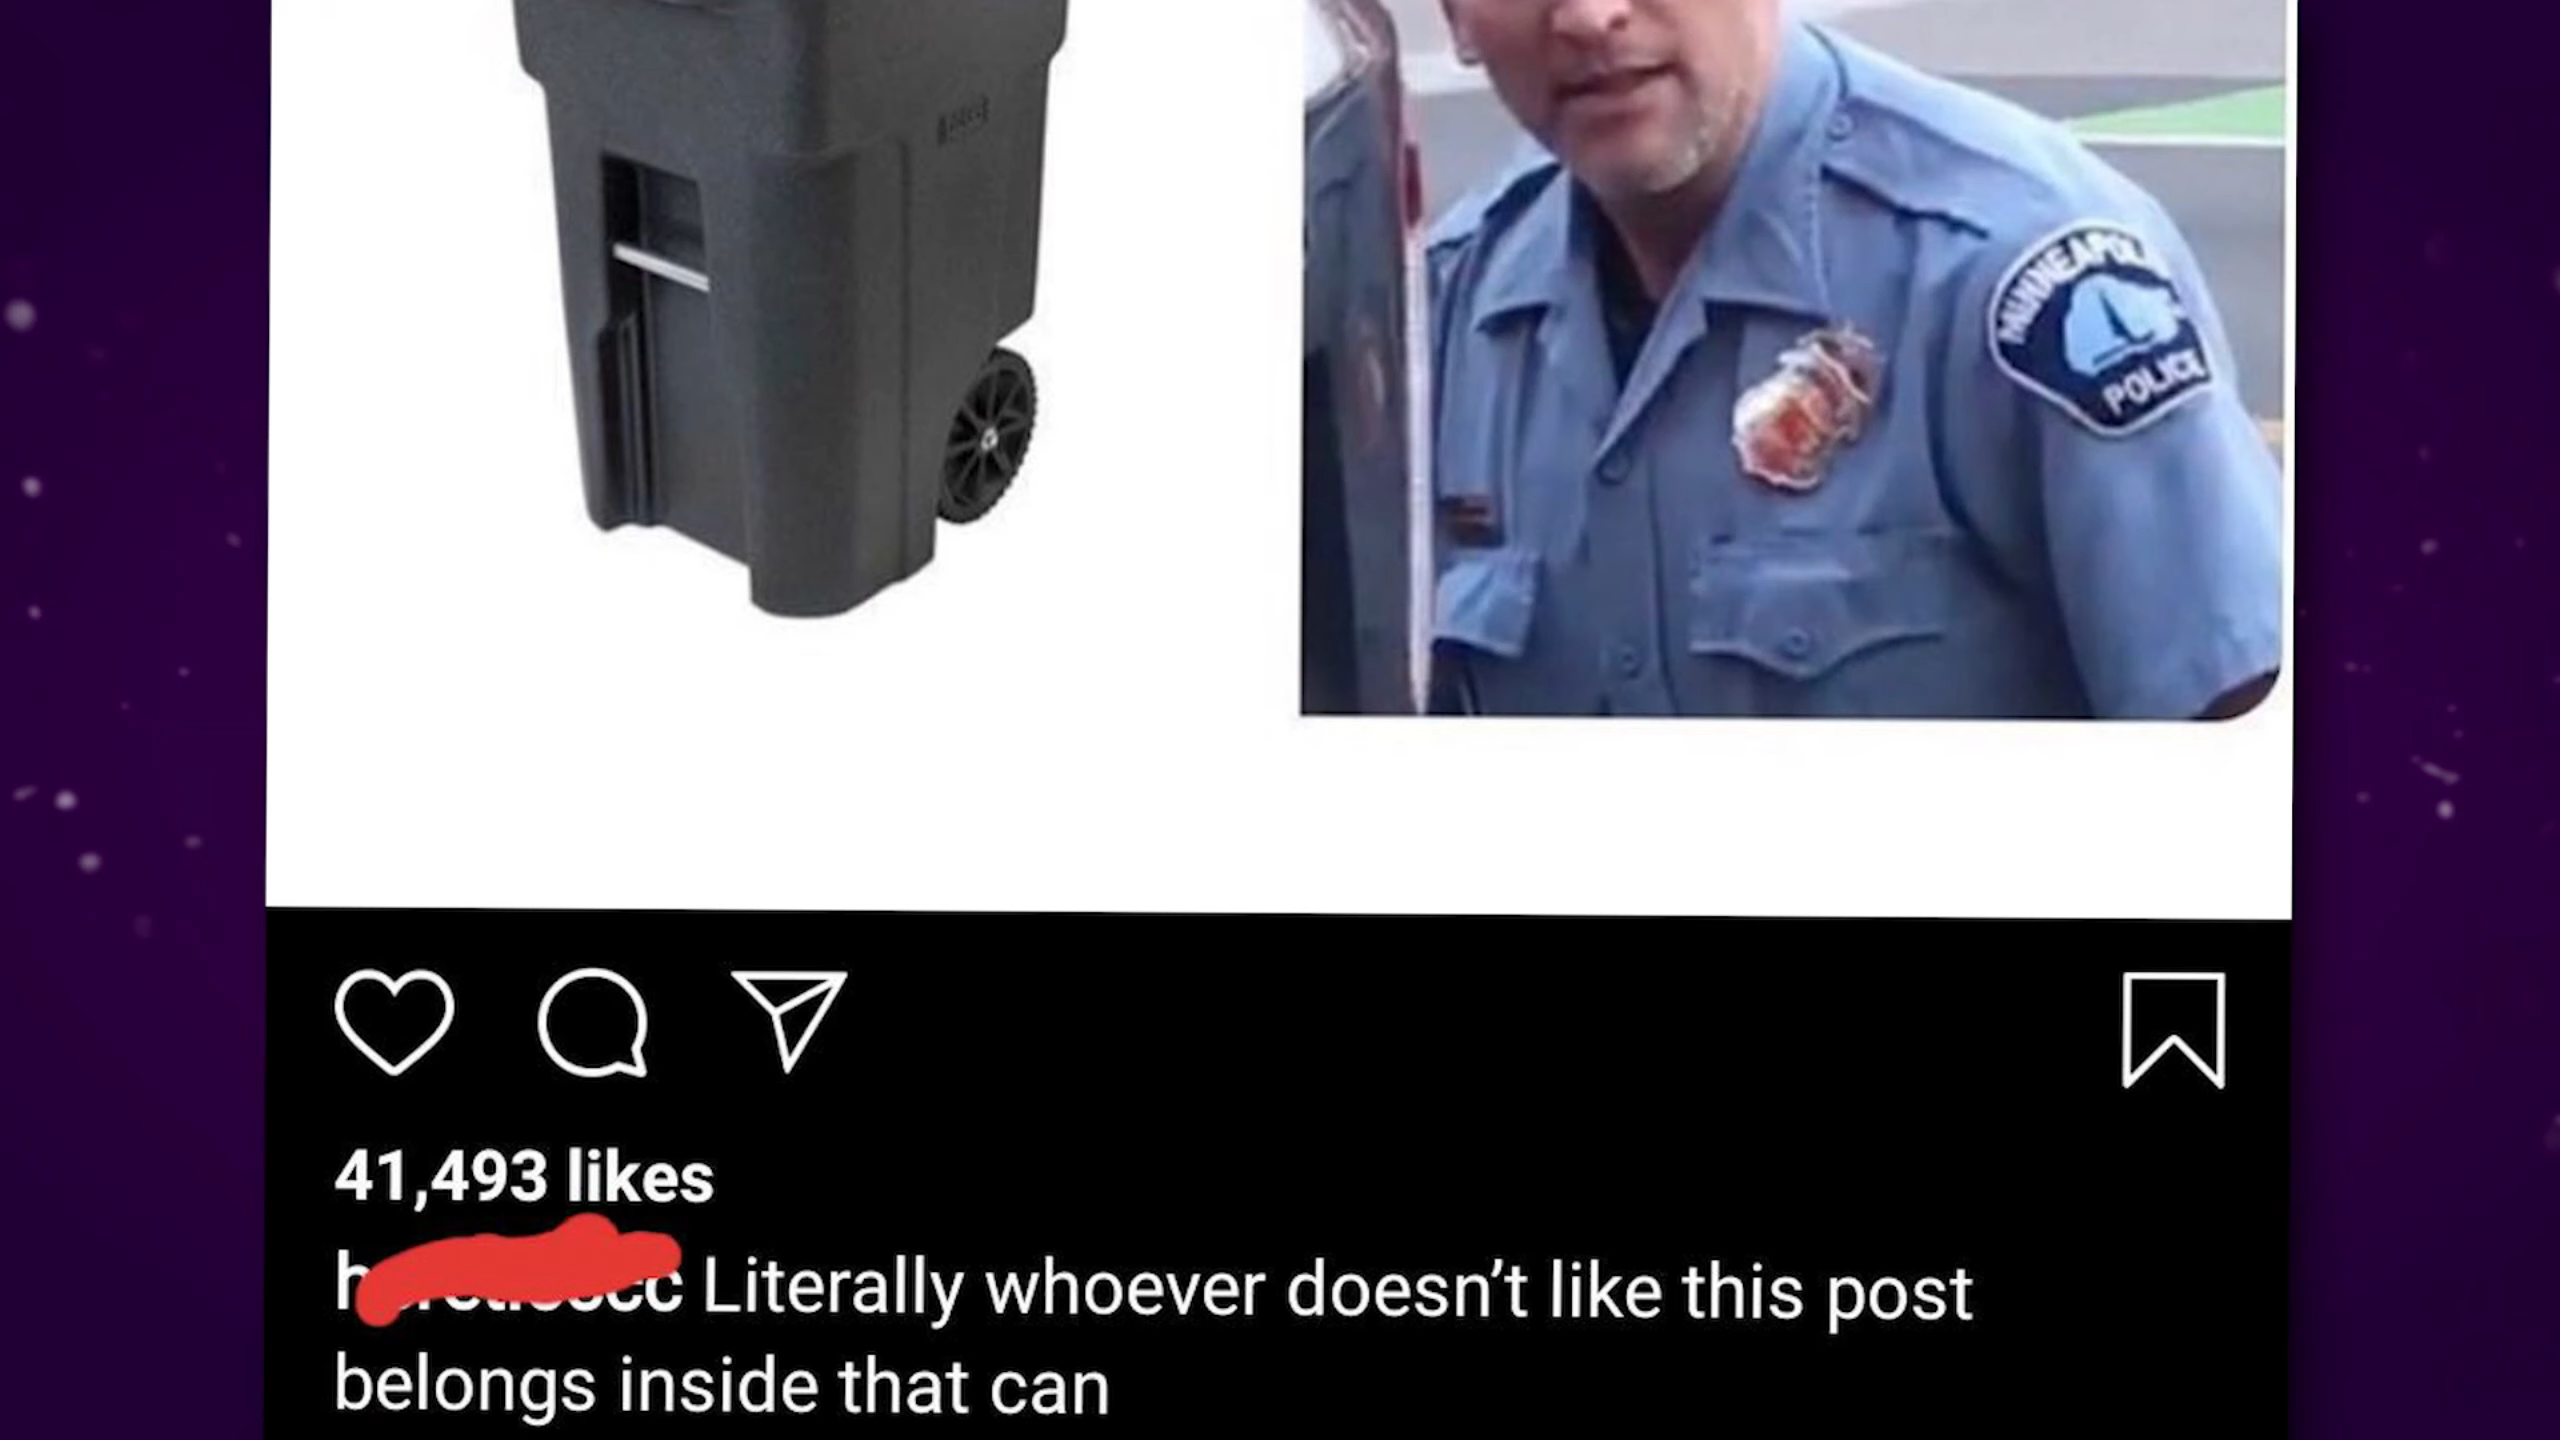 MINNEAPOLIS
POLICE
41,493 likes
Literally whoever doesn’t like this post
belongs inside that can